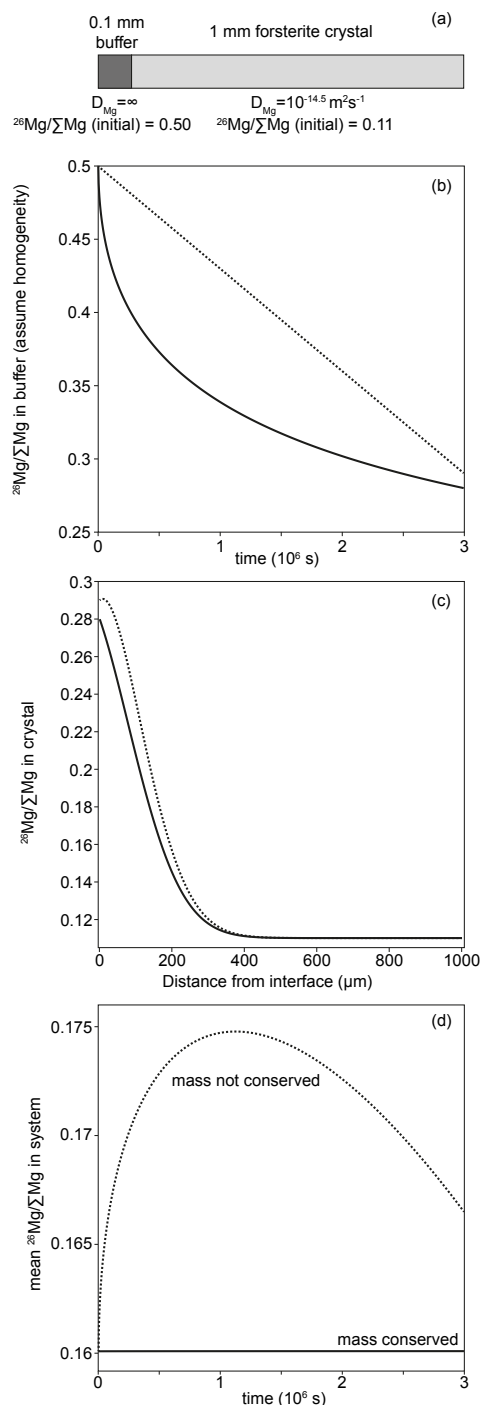 (a)
0.1 mm
buffer
1 mm forsterite crystal
D_Mg=∞
D_Mg=10^-14.5 m²s⁻¹
²⁶Mg/∑Mg (initial) = 0.50
²⁶Mg/∑Mg (initial) = 0.11
(b)
0.5
0.45
0.4
0.35
0.3
0.25
²⁶Mg/∑Mg in buffer (assume homogeneity)
0
1
2
3
time (10⁶ s)
(c)
0.3
0.28
0.26
0.24
0.22
0.20
0.18
0.16
0.14
0.12
²⁶Mg/∑Mg in crystal
0
200
400
600
800
1000
Distance from interface (µm)
(d)
0.175
0.17
0.165
0.16
mean ²⁶Mg/∑Mg in system
mass not conserved
mass conserved
0
1
2
3
time (10⁶ s)